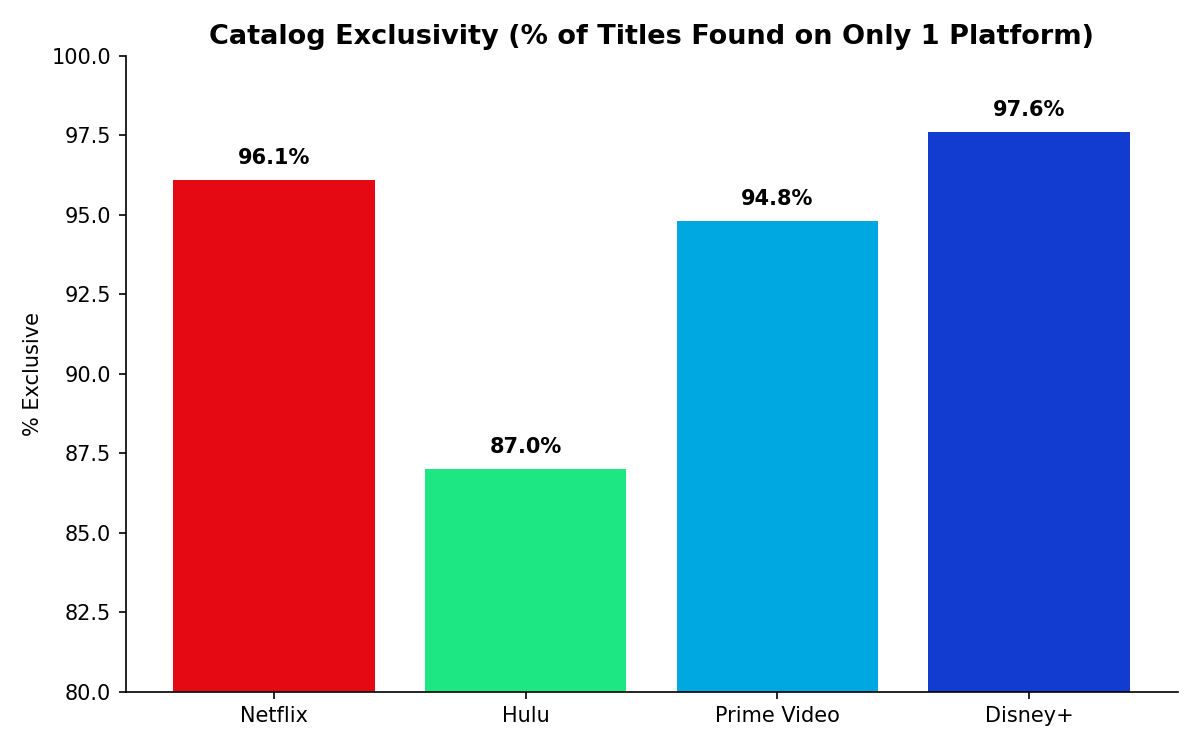 Catalog Exclusivity (% of Titles Found on Only 1 Platform)
100.0
97.5
95.0
92.5
90.0
87.5
85.0
82.5
80.0
% Exclusive
96.1%
87.0%
94.8%
97.6%
Netflix
Hulu
Prime Video
Disney+